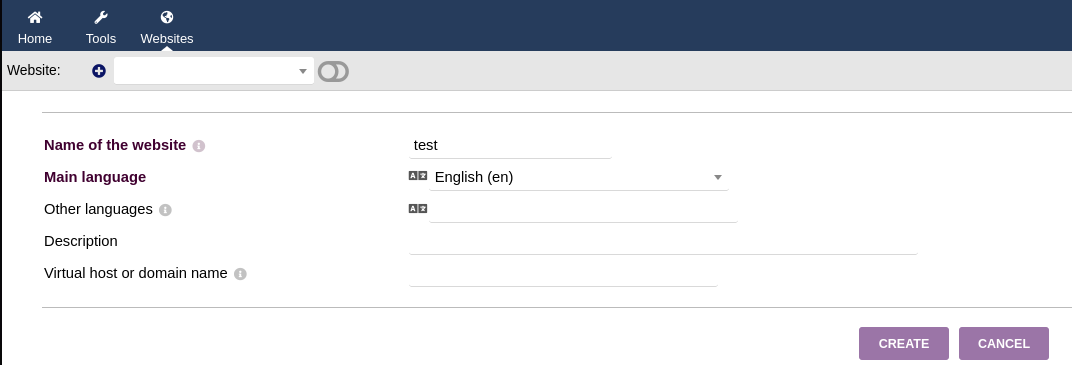 Home Tools Websites
Website:
Name of the website test
Main language English (en)
Other languages
Description
Virtual host or domain name
CREATE CANCEL